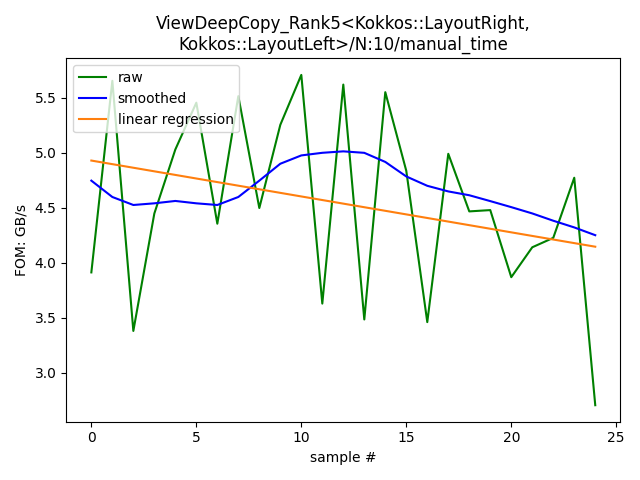 ViewDeepCopy_Rank5<Kokkos::LayoutRight,
Kokkos::LayoutLeft>/N:10/manual_time
raw
smoothed
linear regression
FOM: GB/s
5.5
5.0
4.5
4.0
3.5
3.0
0 5 10 15 20 25
sample #